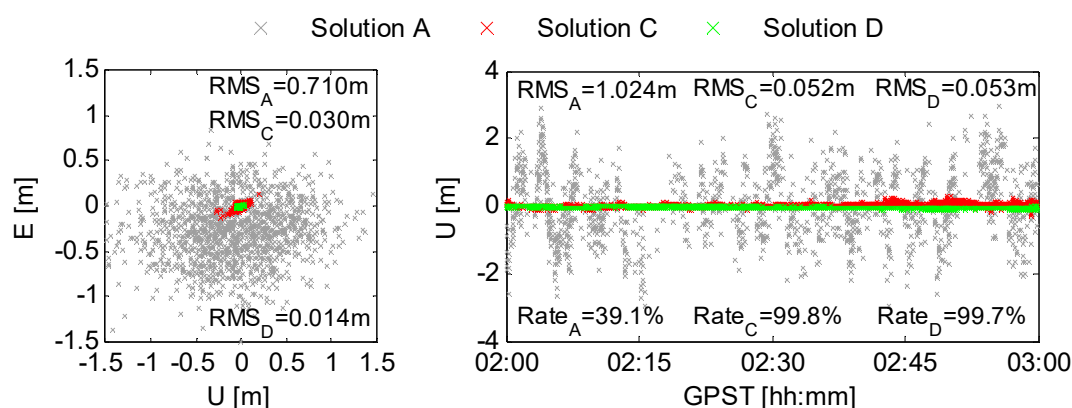 Solution A Solution C Solution D
1.5
1
0.5
0
-0.5
-1
-1.5
E [m]
RMS_A=0.710m
RMS_C=0.030m
RMS_D=0.014m
-1.5 -1 -0.5 0 0.5 1 1.5
U [m]
4
2
0
-2
-4
U [m]
RMS_A=1.024m RMS_C=0.052m RMS_D=0.053m
Rate_A=39.1% Rate_C=99.8% Rate_D=99.7%
02:00 02:15 02:30 02:45 03:00
GPST [hh:mm]